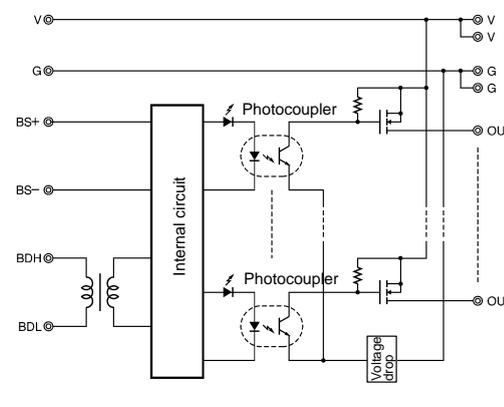 V
V
V
G
G
G
BS+
Photocoupler
OU
BS−
Internal circuit
BDH
Photocoupler
OU
BDL
Voltage
drop